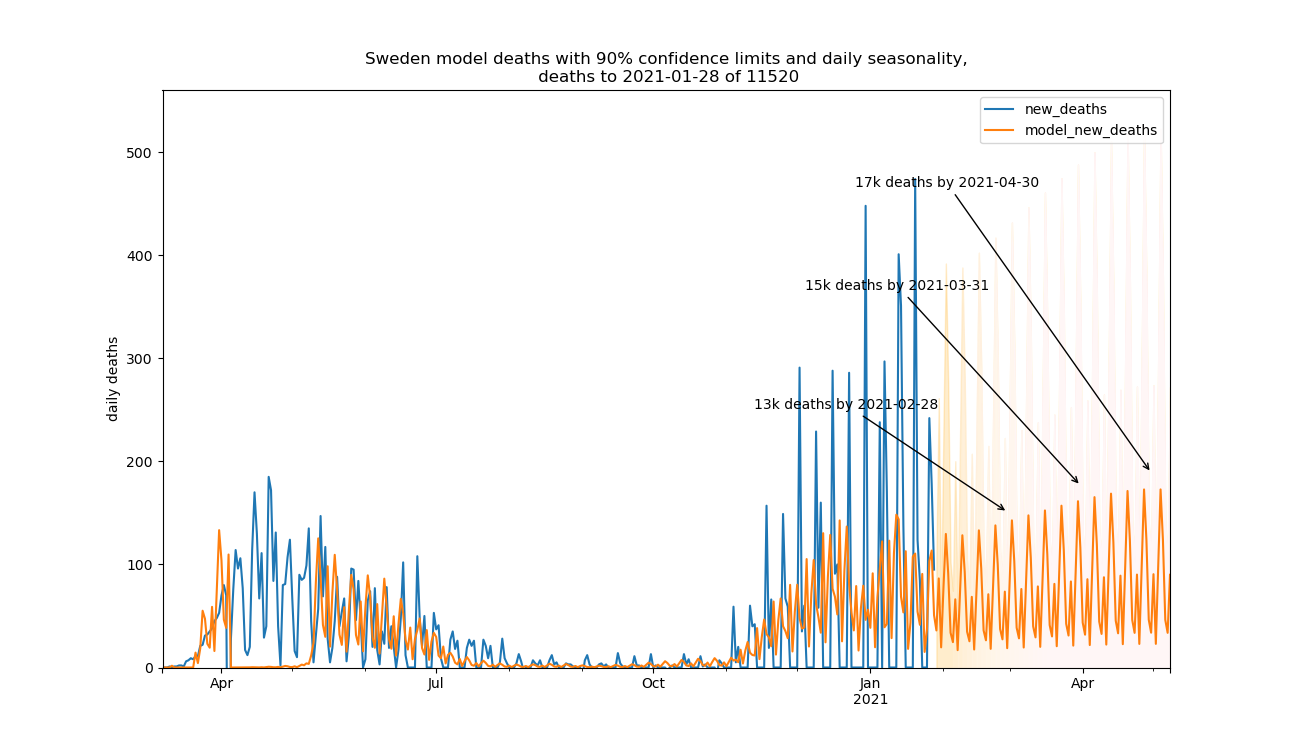 Sweden model deaths with 90% confidence limits and daily seasonality,
deaths to 2021-01-28 of 11520
new_deaths
model_new_deaths
500
17k deaths by 2021-04-30
400
15k deaths by 2021-03-31
300
daily deaths
13k deaths by 2021-02-28
200
100
0
Apr
Jul
Oct
Jan
2021
Apr